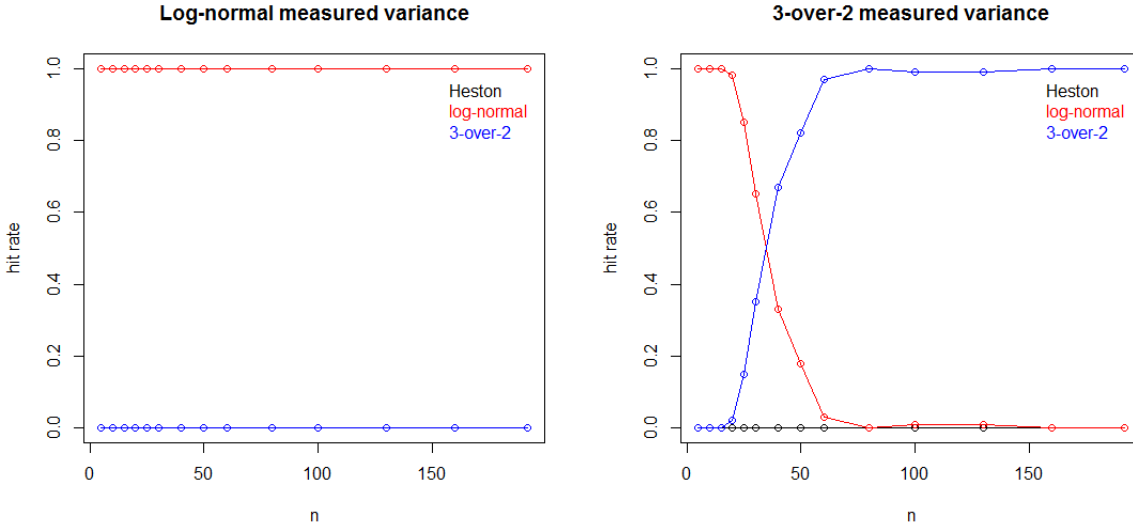 Log-normal measured variance
hit rate
1.0
0.8
0.6
0.4
0.2
0.0
Heston
log-normal
3-over-2
0 50 100 150
n
3-over-2 measured variance
hit rate
1.0
0.8
0.6
0.4
0.2
0.0
Heston
log-normal
3-over-2
0 50 100 150
n